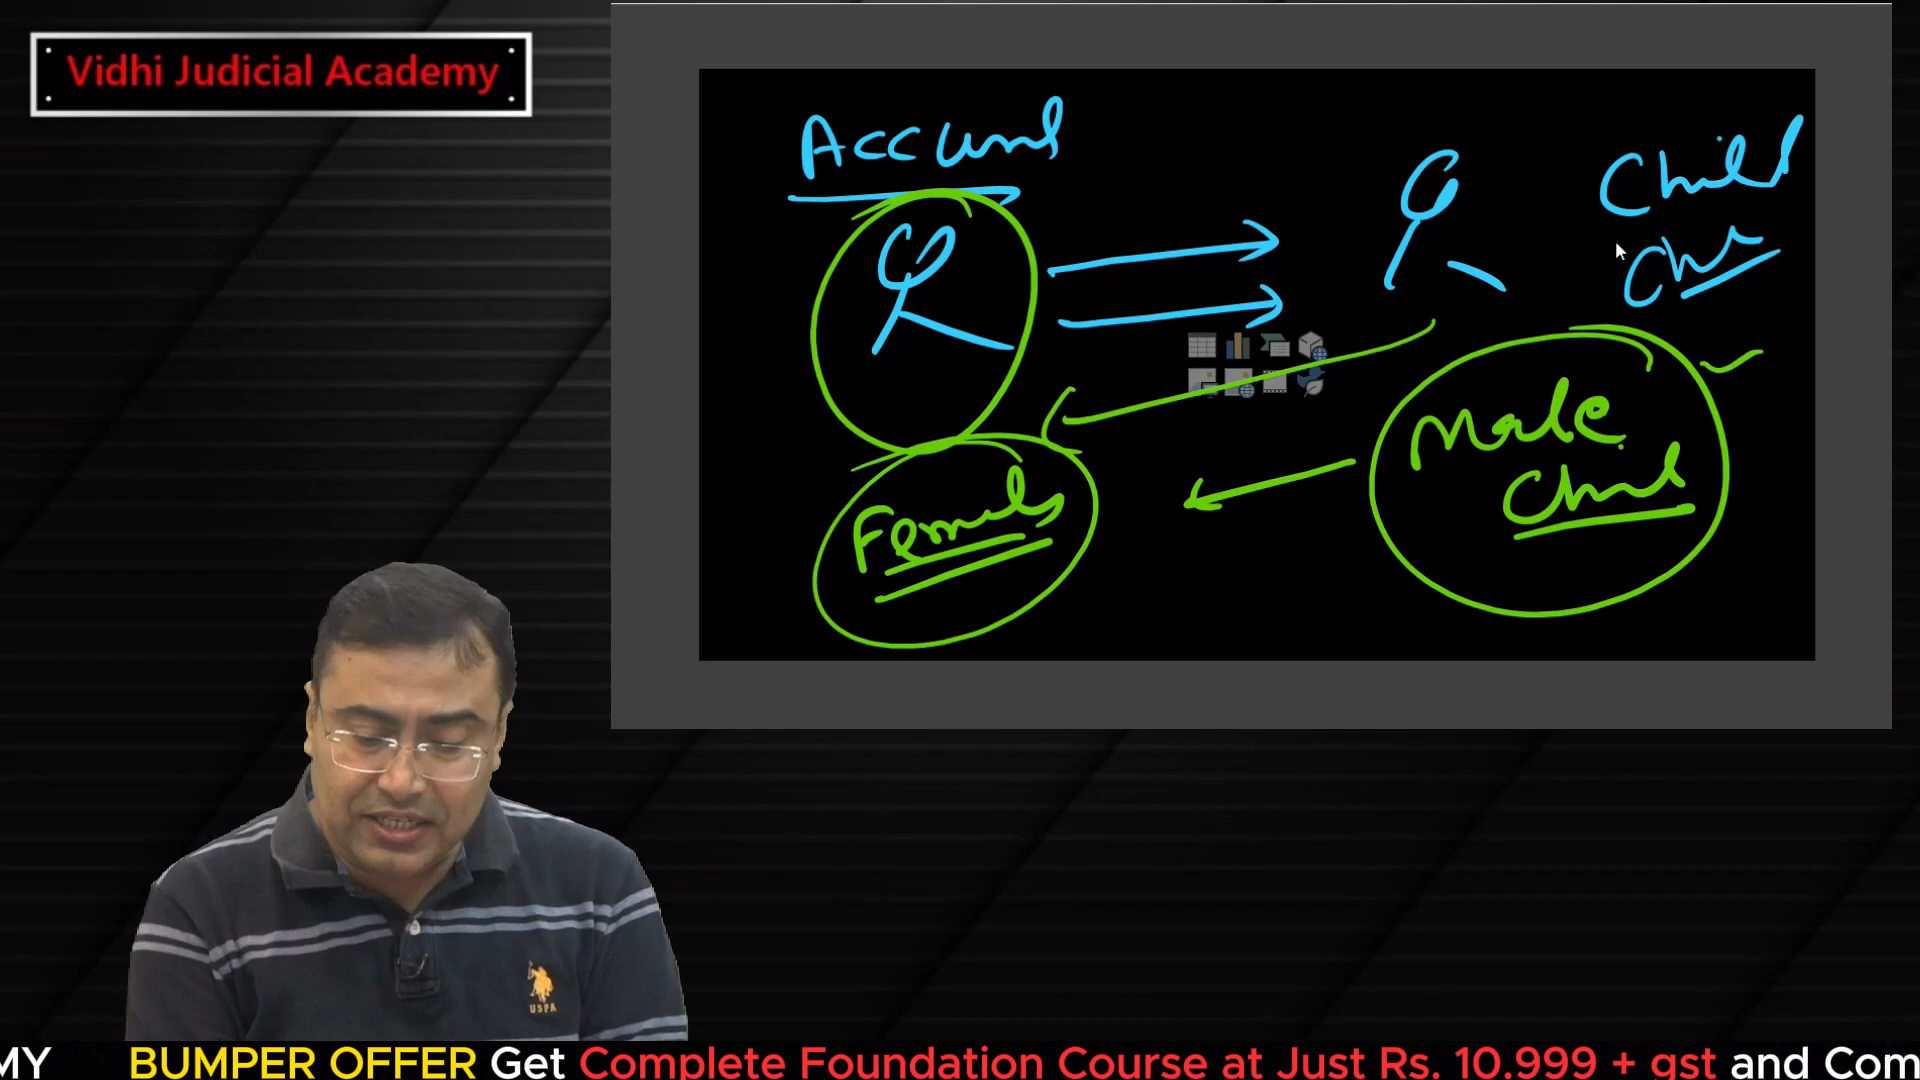 Vidhi Judicial Academy
Accused
Child
Male
Child
Female
USPA
MY BUMPER OFFER Get Complete Foundation Course at Just Rs. 10.999 + gst and Com